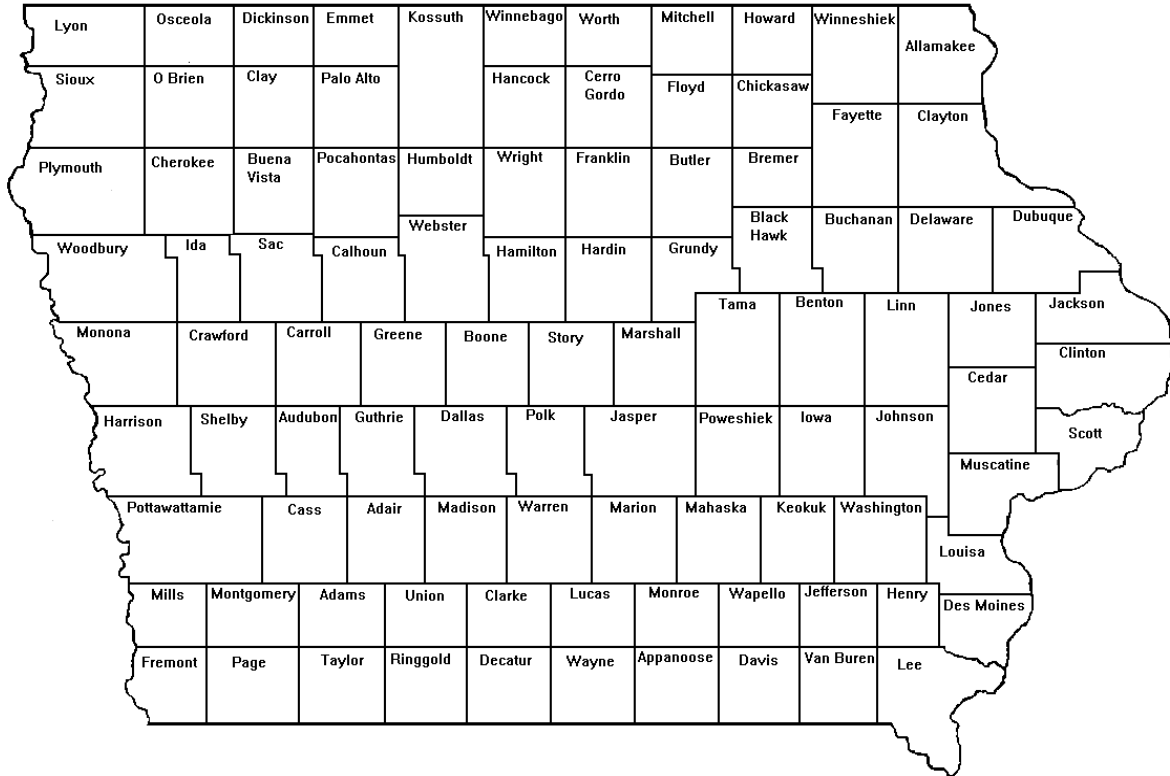 Lyon
Osceola
Dickinson
Emmet
Kossuth
Winnebago
Worth
Mitchell
Howard
Winneshiek
Allamakee
Sioux
O Brien
Clay
Palo Alto
Hancock
Cerro
Gordo
Floyd
Chickasaw
Fayette
Clayton
Plymouth
Cherokee
Buena
Vista
Pocahontas
Humboldt
Wright
Franklin
Butler
Bremer
Black
Hawk
Buchanan
Delaware
Dubuque
Webster
Woodbury
Ida
Sac
Calhoun
Hamilton
Hardin
Grundy
Tama
Benton
Linn
Jones
Jackson
Monona
Crawford
Carroll
Greene
Boone
Story
Marshall
Clinton
Cedar
Harrison
Shelby
Audubon
Guthrie
Dallas
Polk
Jasper
Poweshiek
Iowa
Johnson
Scott
Muscatine
Pottawattamie
Cass
Adair
Madison
Warren
Marion
Mahaska
Keokuk
Washington
Louisa
Mills
Montgomery
Adams
Union
Clarke
Lucas
Monroe
Wapello
Jefferson
Henry
Des Moines
Fremont
Page
Taylor
Ringgold
Decatur
Wayne
Appanoose
Davis
Van Buren
Lee